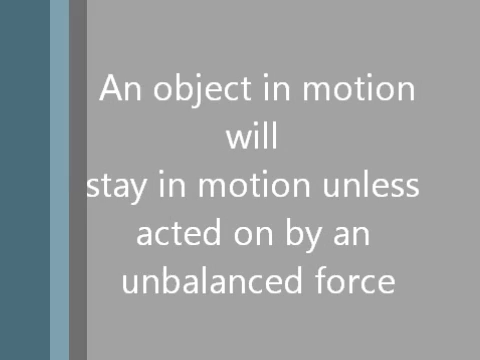 An object in motion
will
stay in motion unless
acted on by an
unbalanced force